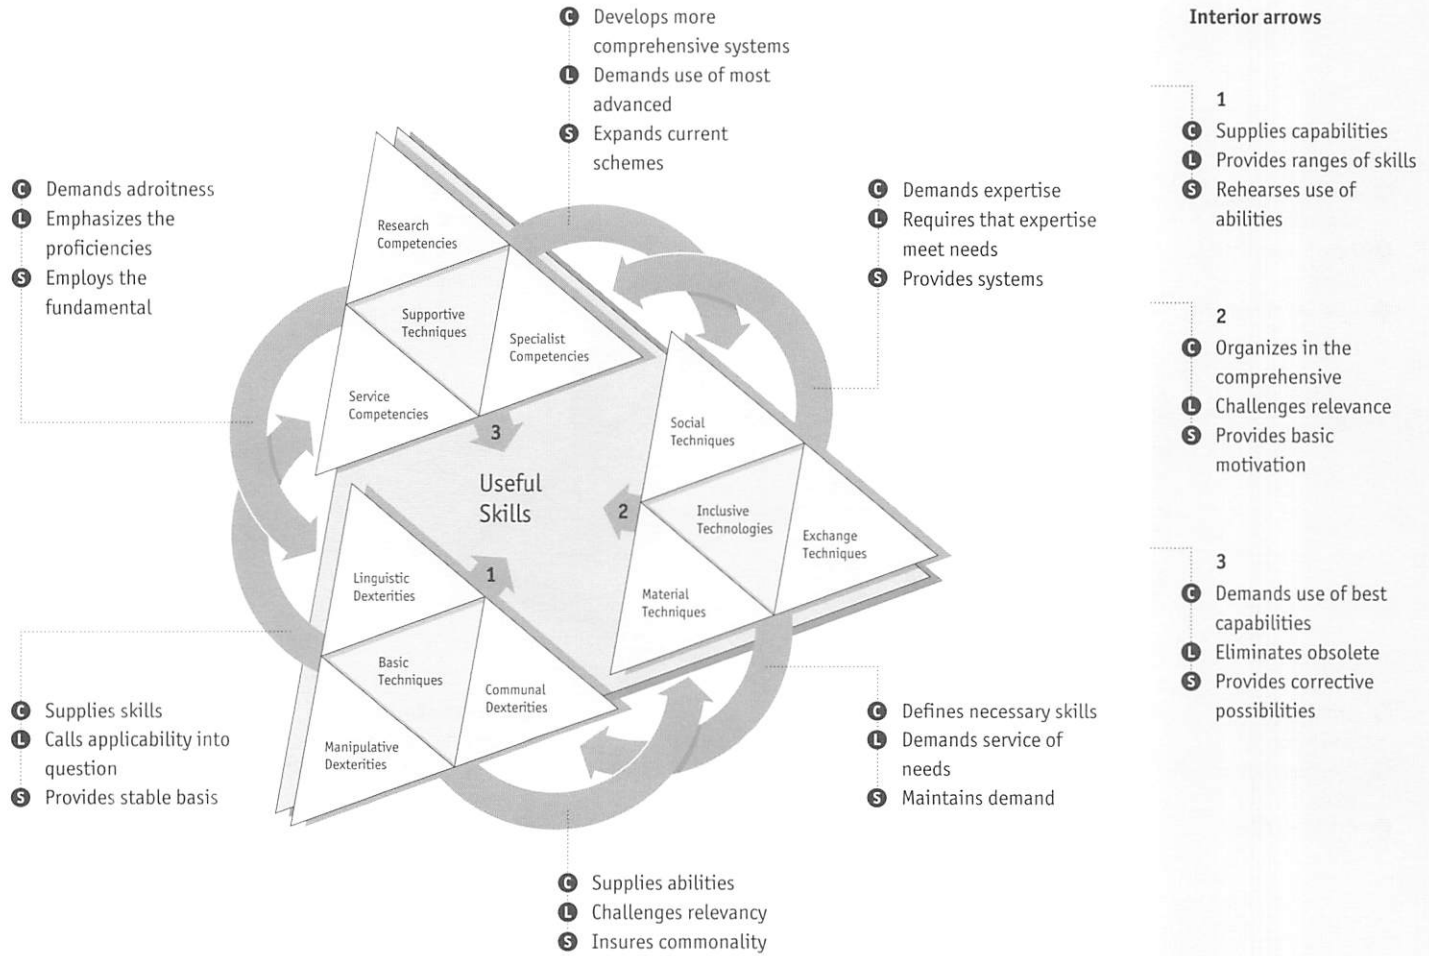 C Develops more
comprehensive systems
L Demands use of most
advanced
S Expands current
schemes
C Demands adroitness
L Emphasizes the
proficiencies
S Employs the
fundamental
C Demands expertise
L Requires that expertise
meet needs
S Provides systems
Research
Competencies
Supportive
Techniques
Specialist
Competencies
Service
Competencies
3
Social
Techniques
Useful
Skills
2
Inclusive
Technologies
Exchange
Techniques
Material
Techniques
1
Linguistic
Dexterities
Basic
Techniques
Communal
Dexterities
Manipulative
Dexterities
C Supplies skills
L Calls applicability into
question
S Provides stable basis
C Defines necessary skills
L Demands service of
needs
S Maintains demand
C Supplies abilities
L Challenges relevancy
S Insures commonality
Interior arrows
1
C Supplies capabilities
L Provides ranges of skills
S Rehearses use of
abilities
2
C Organizes in the
comprehensive
L Challenges relevance
S Provides basic
motivation
3
C Demands use of best
capabilities
L Eliminates obsolete
S Provides corrective
possibilities